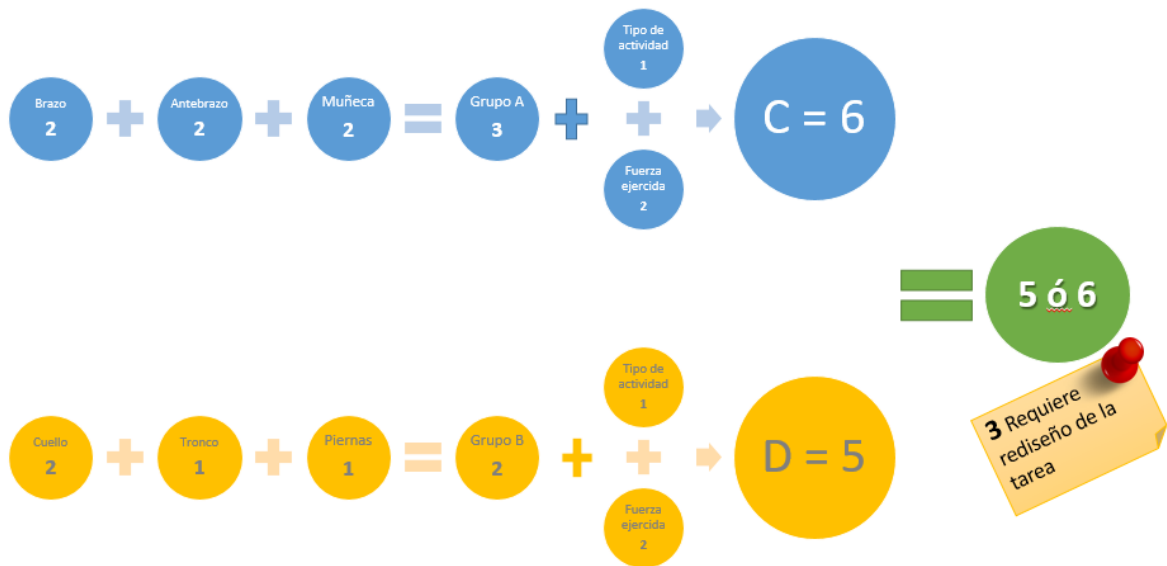 Brazo
2
Antebrazo
2
Muñeca
2
Grupo A
3
Tipo de
actividad
1
Fuerza
ejercida
2
C = 6
5 ó 6
3 Requiere
rediseño de la
tarea
Cuello
2
Tronco
1
Piernas
1
Grupo B
2
Tipo de
actividad
1
Fuerza
ejercida
2
D = 5